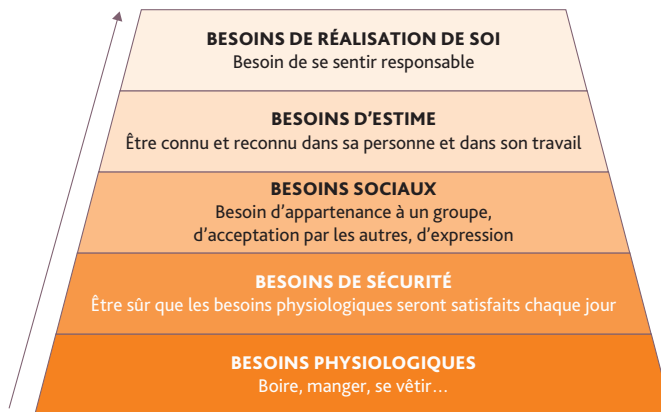 BESOINS DE RÉALISATION DE SOI
Besoin de se sentir responsable
BESOINS D'ESTIME
Être connu et reconnu dans sa personne et dans son travail
BESOINS SOCIAUX
Besoin d'appartenance à un groupe,
d'acceptation par les autres, d'expression
BESOINS DE SÉCURITÉ
Être sûr que les besoins physiologiques seront satisfaits chaque jour
BESOINS PHYSIOLOGIQUES
Boire, manger, se vêtir…